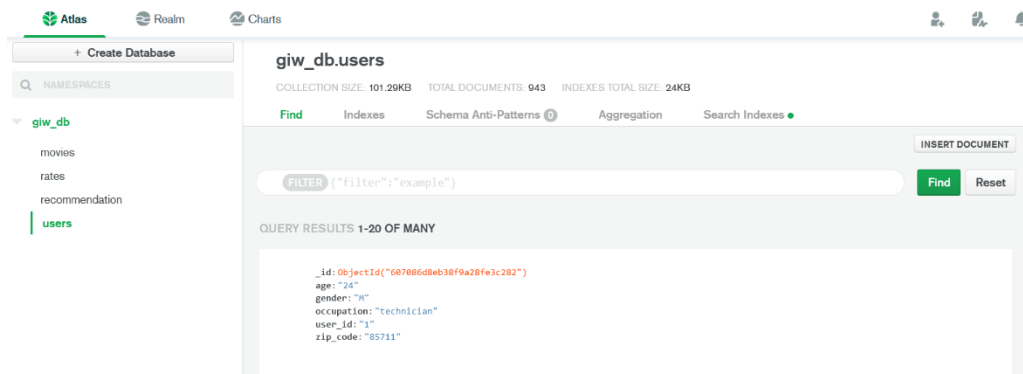 Atlas Realm Charts
+ Create Database
NAMESPACES
giw_db
movies
rates
recommendation
users
giw_db.users
COLLECTION SIZE: 101.29KB TOTAL DOCUMENTS: 943 INDEXES TOTAL SIZE: 24KB
Find Indexes Schema Anti-Patterns 0 Aggregation Search Indexes
INSERT DOCUMENT
FILTER {"filter":"example"} Find Reset
QUERY RESULTS 1-20 OF MANY
_id:ObjectId("607086d8eb38f9a28fe3c282")
age:"24"
gender:"M"
occupation:"technician"
user_id:"1"
zip_code:"85711"